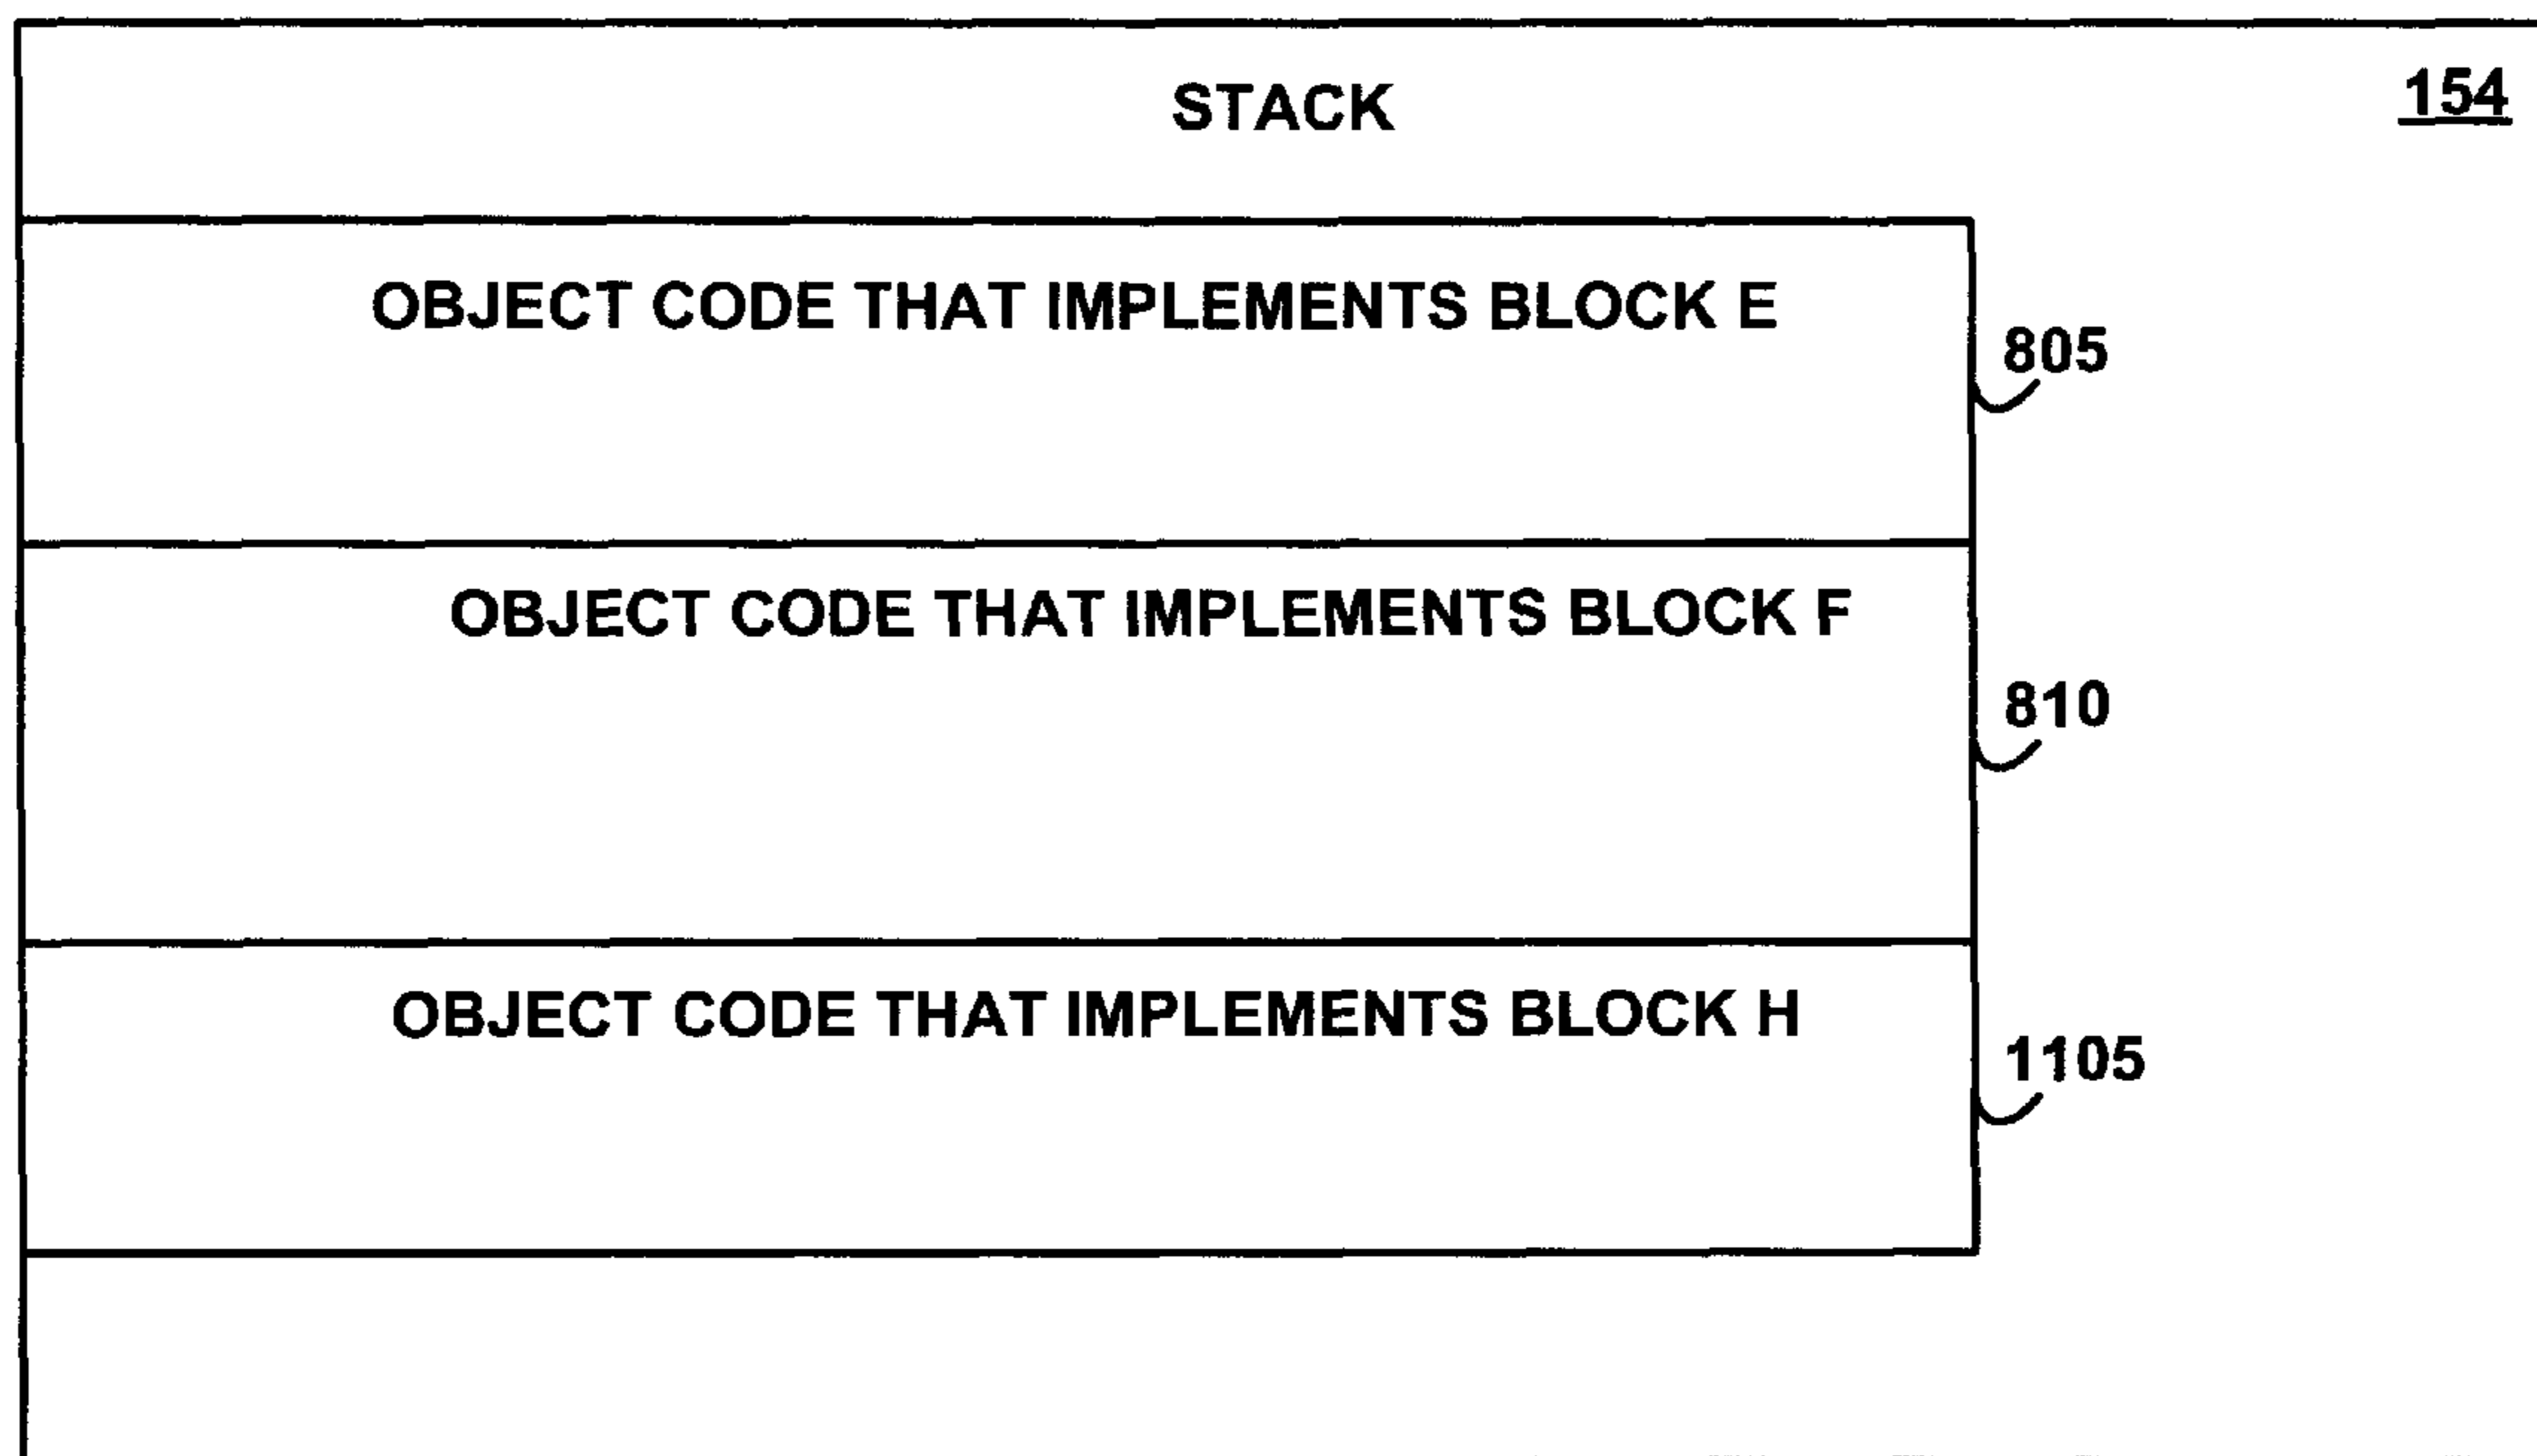 STACK
154
OBJECT CODE THAT IMPLEMENTS BLOCK E
805
OBJECT CODE THAT IMPLEMENTS BLOCK F
810
OBJECT CODE THAT IMPLEMENTS BLOCK H
1105